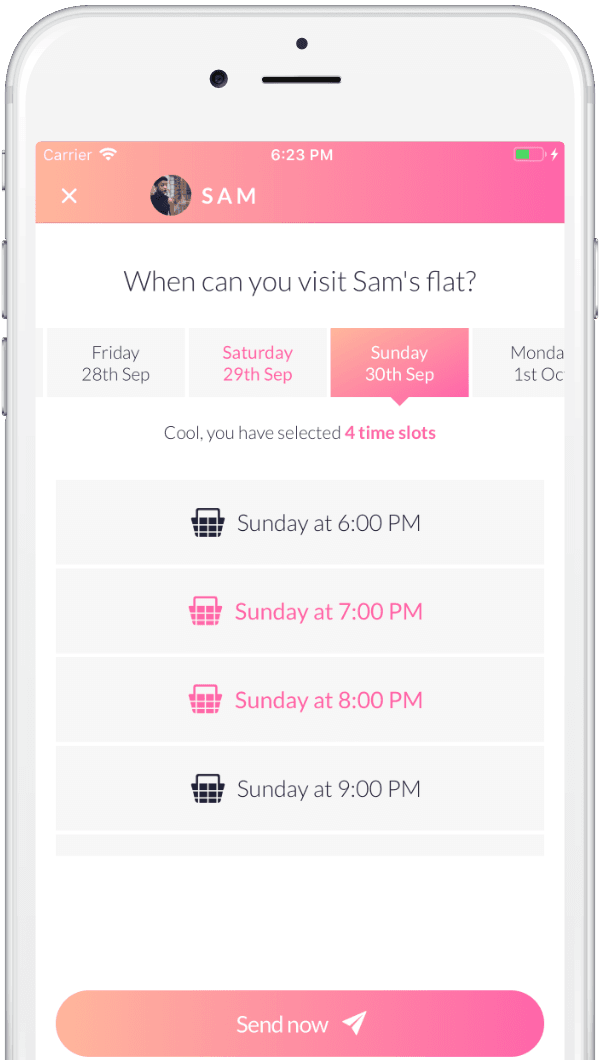 Carrier 6:23 PM
SAM
When can you visit Sam's flat?
Friday
28th Sep
Saturday
29th Sep
Sunday
30th Sep
Monda
1st Oc
Cool, you have selected 4 time slots
Sunday at 6:00 PM
Sunday at 7:00 PM
Sunday at 8:00 PM
Sunday at 9:00 PM
Send now